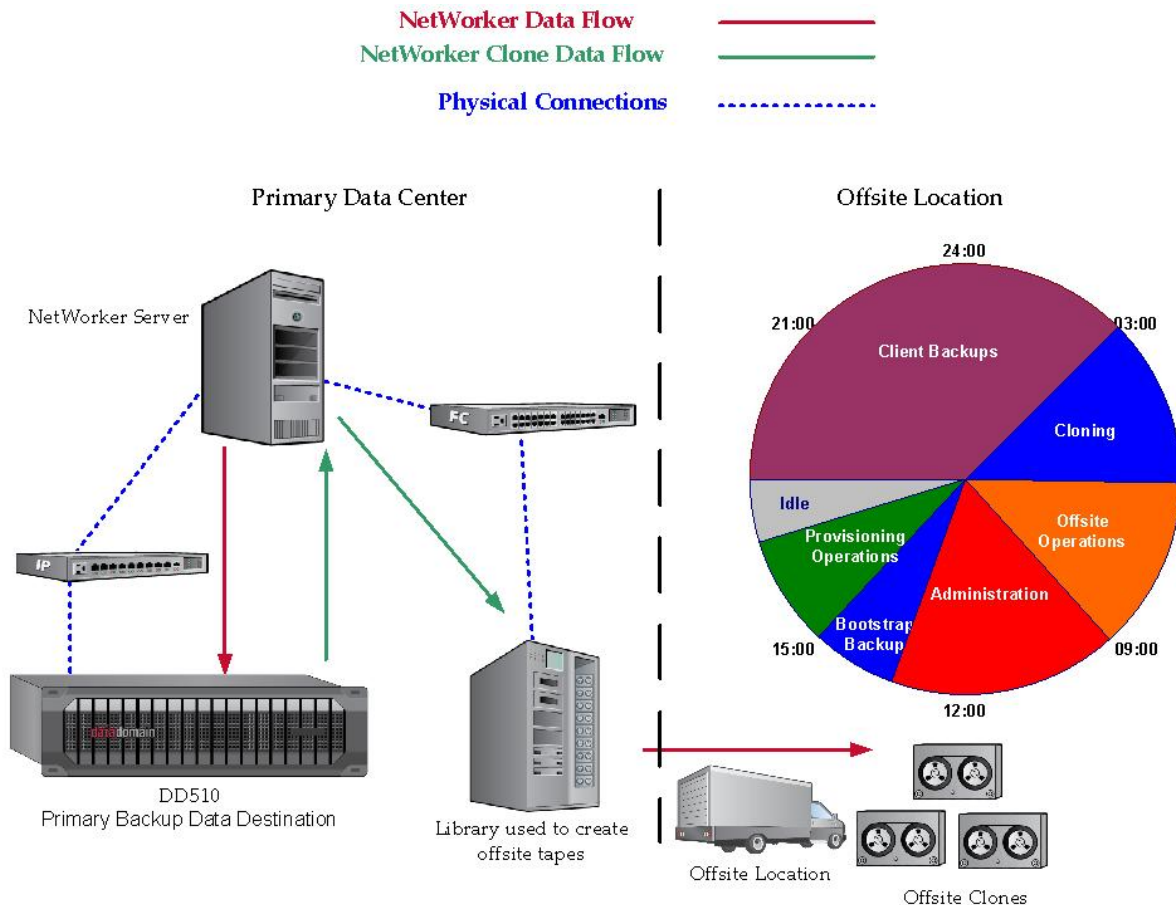 NetWorker Data Flow
NetWorker Clone Data Flow
Physical Connections
Primary Data Center
Offsite Location
NetWorker Server
FC
IP
datadomain
DD510
Primary Backup Data Destination
Library used to create
offsite tapes
24:00
21:00
03:00
Client Backups
Cloning
Idle
Offsite
Operations
Provisioning
Operations
Administration
Bootstrap
Backup
15:00
09:00
12:00
Offsite Location
Offsite Clones